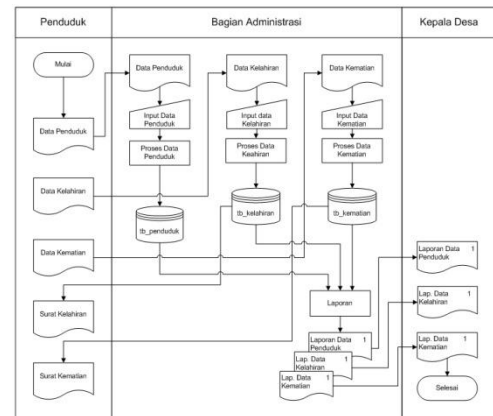 Penduduk
Bagian Administrasi
Kepala Desa
Mulai
Data Penduduk
Data Kelahiran
Data Kematian
Surat Kelahiran
Surat Kematian
Data Penduduk
Data Kelahiran
Data Kematian
Input Data
Penduduk
Input data
Kelahiran
Input Data
Kematian
Proses Data
Penduduk
Proses Data
Keahiran
Proses Data
Kematian
tb_penduduk
tb_kelahiran
tb_kematian
Laporan
Laporan Data 1
Penduduk
Lap. Data 1
Kelahiran
Lap. Data 1
Kematian
Laporan Data 1
Penduduk
Lap. Data 1
Kelahiran
Lap. Data 1
Kematian
Selesai